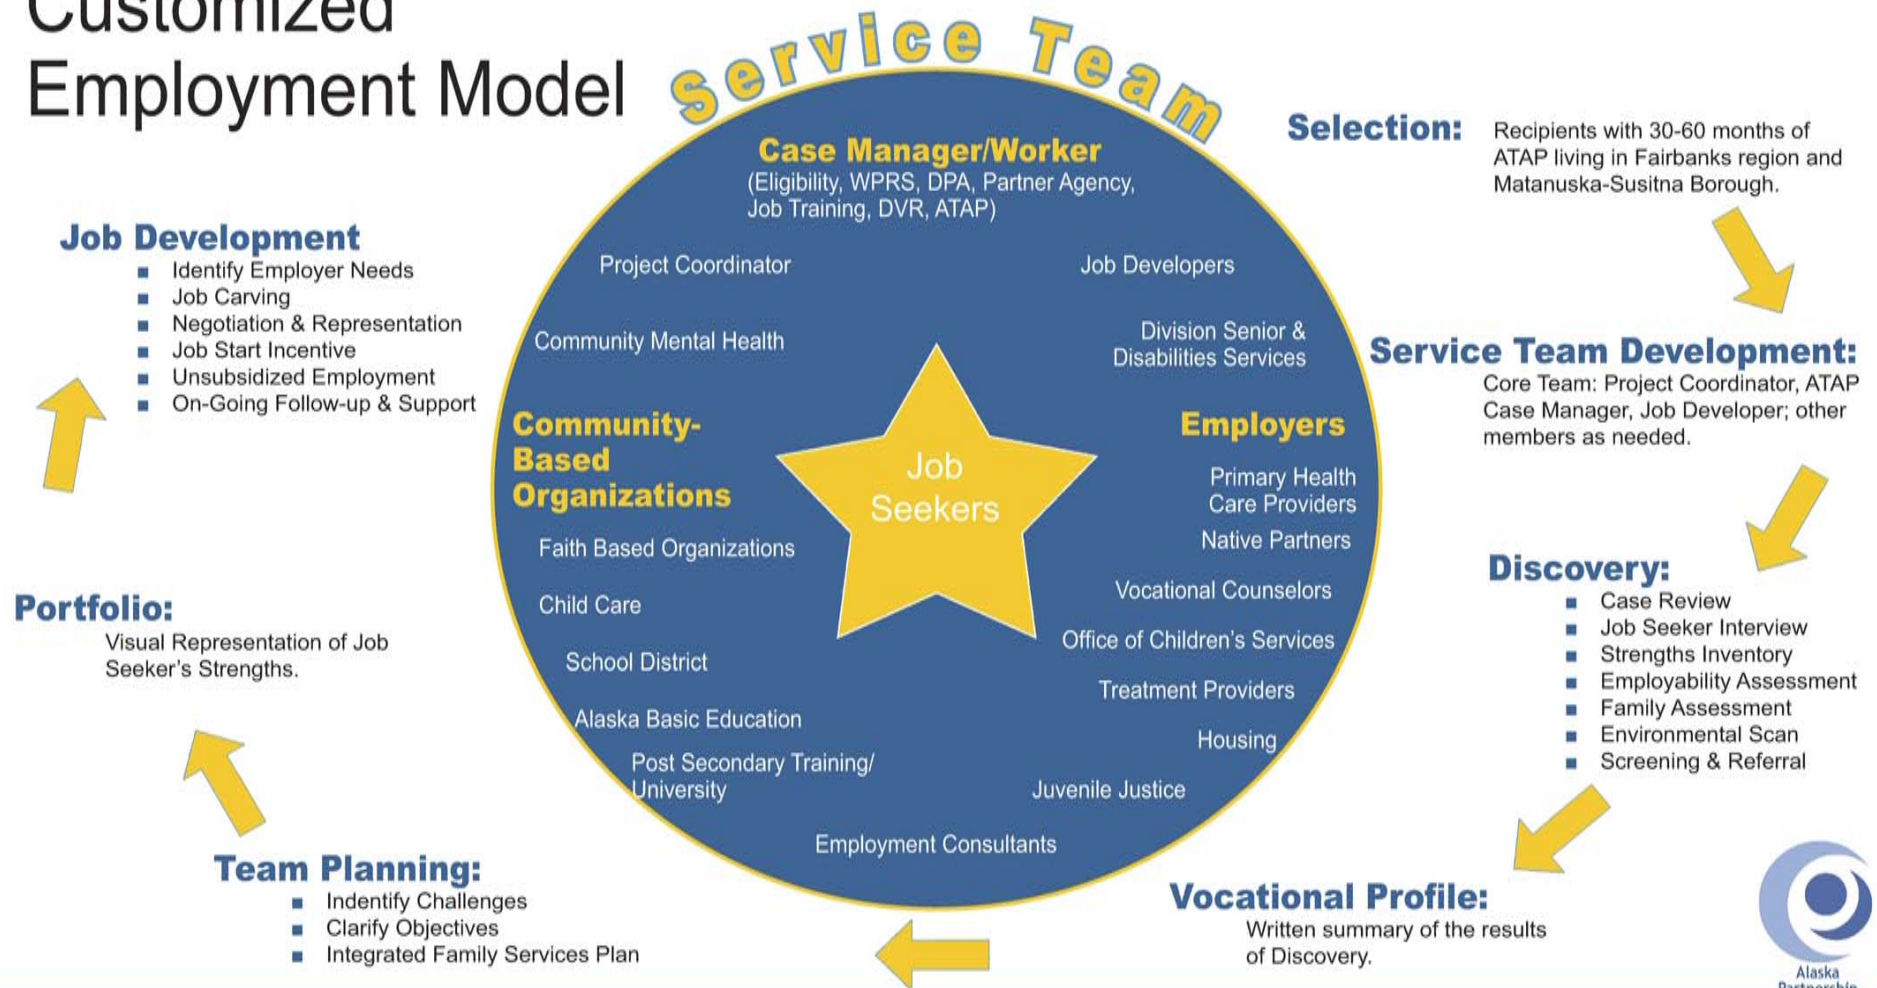 Customized
Employment Model
Service Team
Case Manager/Worker
(Eligibility, WPRS, DPA, Partner Agency,
Job Training, DVR, ATAP)
Project Coordinator
Job Developers
Community Mental Health
Division Senior &
Disabilities Services
Community-
Based
Organizations
Faith Based Organizations
Child Care
School District
Alaska Basic Education
Post Secondary Training/
University
Employment Consultants
Job
Seekers
Employers
Primary Health
Care Providers
Native Partners
Vocational Counselors
Office of Children's Services
Treatment Providers
Housing
Juvenile Justice
Selection:
Recipients with 30-60 months of
ATAP living in Fairbanks region and
Matanuska-Susitna Borough.
Service Team Development:
Core Team: Project Coordinator, ATAP
Case Manager, Job Developer; other
members as needed.
Discovery:
Case Review
Job Seeker Interview
Strengths Inventory
Employability Assessment
Family Assessment
Environmental Scan
Screening & Referral
Vocational Profile:
Written summary of the results
of Discovery.
Team Planning:
Indentify Challenges
Clarify Objectives
Integrated Family Services Plan
Portfolio:
Visual Representation of Job
Seeker's Strengths.
Job Development
Identify Employer Needs
Job Carving
Negotiation & Representation
Job Start Incentive
Unsubsidized Employment
On-Going Follow-up & Support
Alaska
Partnership